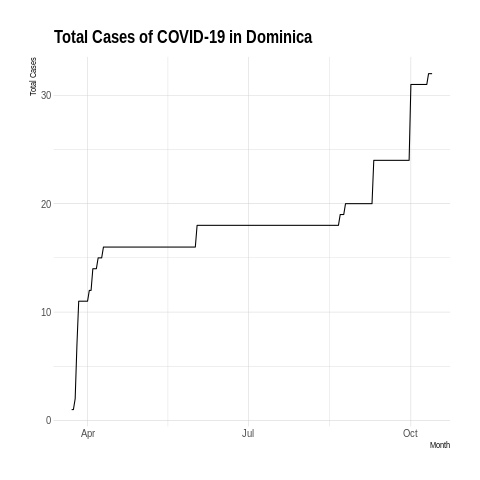 Total Cases of COVID-19 in Dominica
Total Cases
30
20
10
0
Apr
Jul
Oct
Month